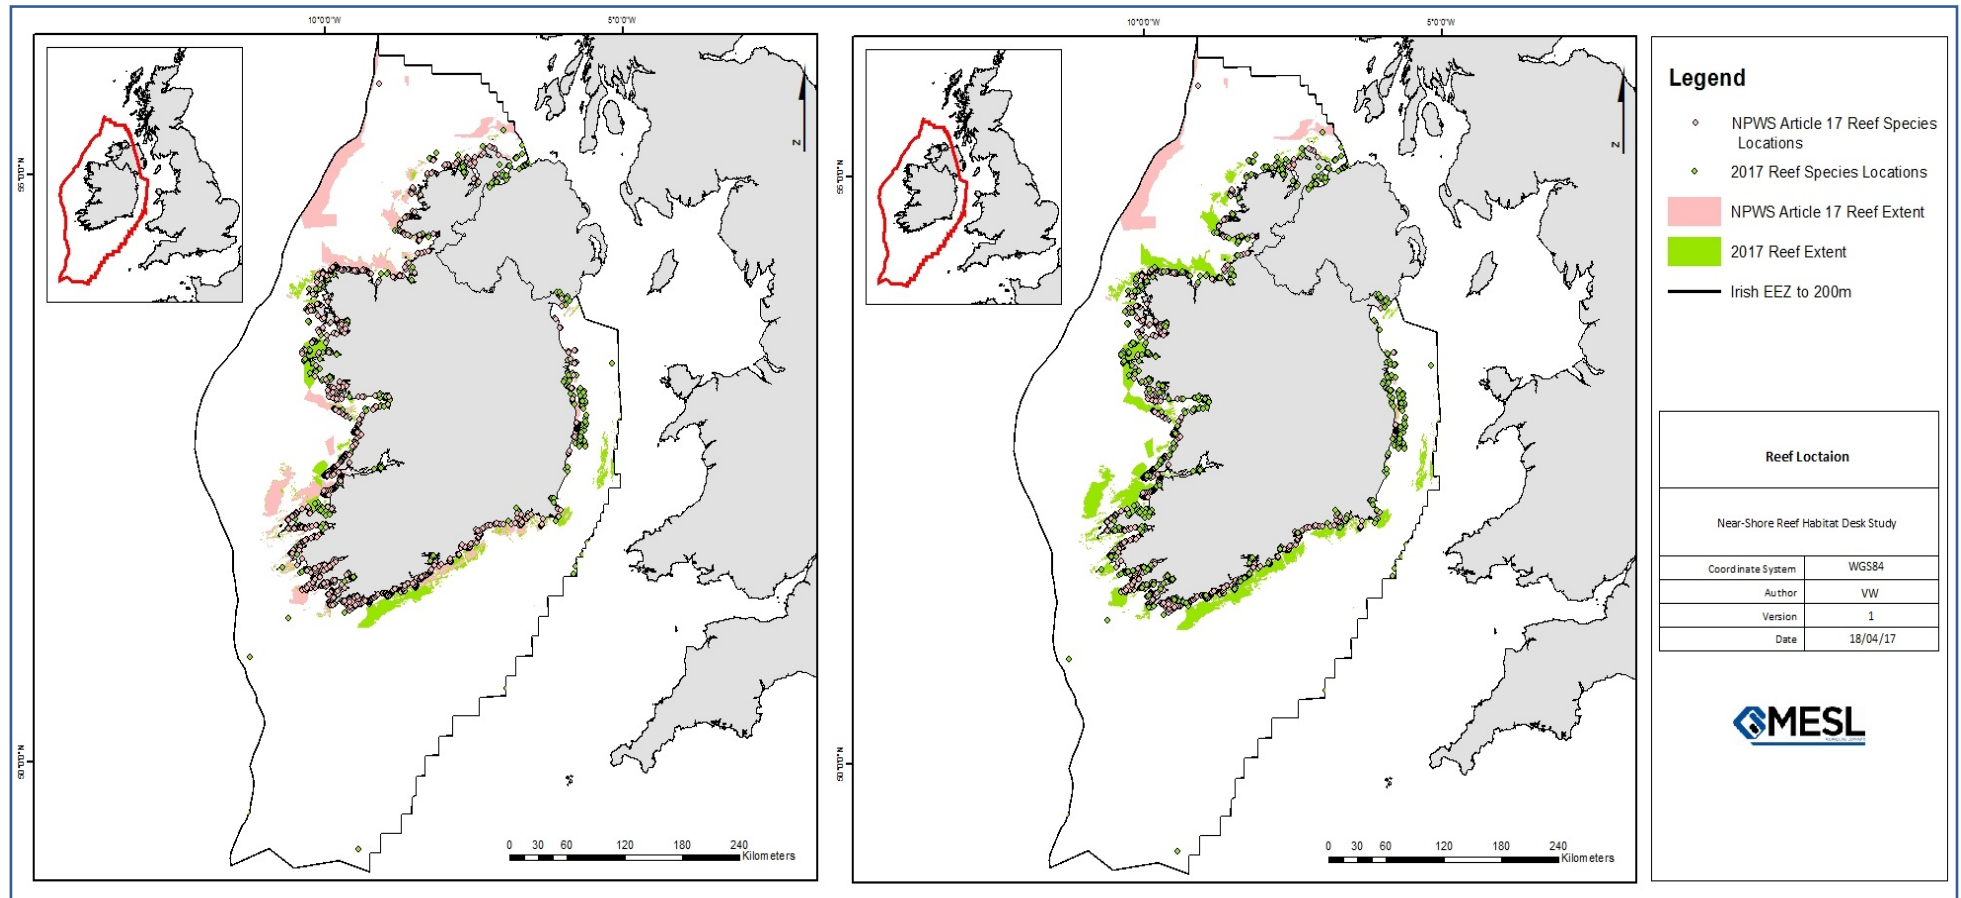 10°0'0"W 5°0'0"W
10°0'0"W 5°0'0"W
55°0'0"N
55°0'0"N
N
N
50°0'0"N
50°0'0"N
0 30 60 120 180 240
Kilometers
0 30 60 120 180 240
Kilometers
Legend
NPWS Article 17 Reef Species
Locations
2017 Reef Species Locations
NPWS Article 17 Reef Extent
2017 Reef Extent
Irish EEZ to 200m
Reef Loctaion
Near-Shore Reef Habitat Desk Study
Coordinate System WGS84
Author VW
Version 1
Date 18/04/17
MESL